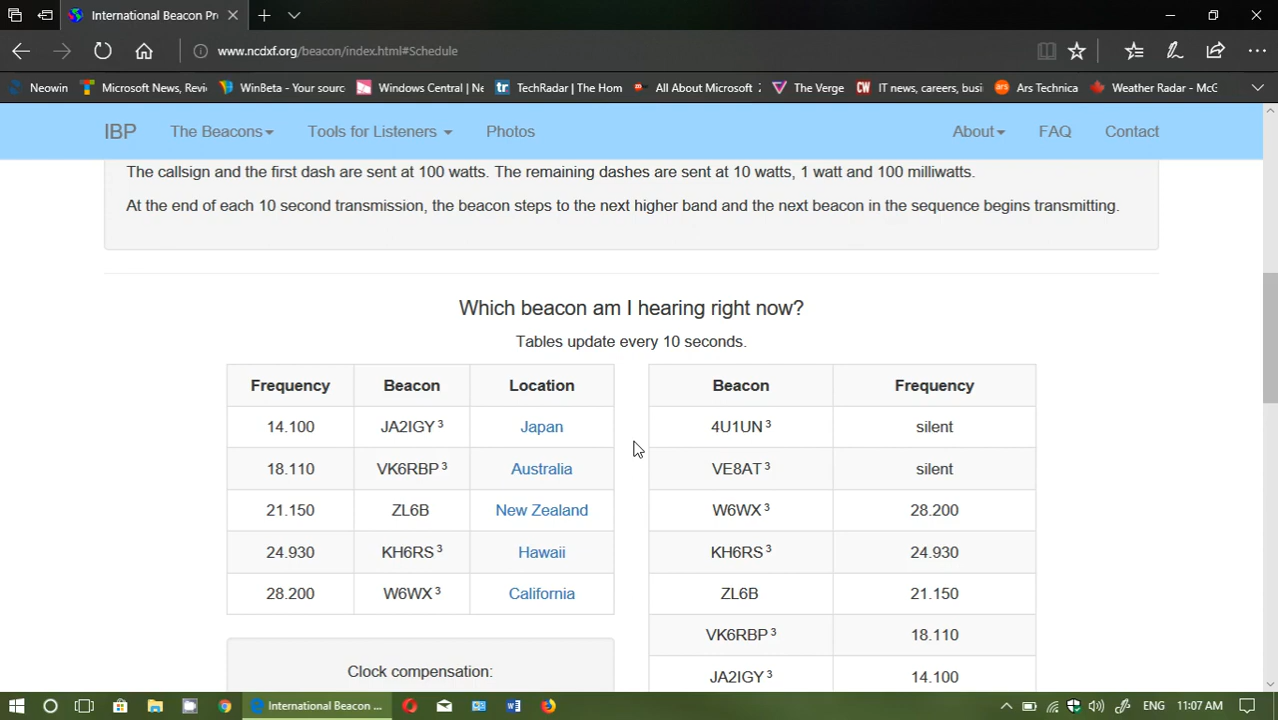 International Beacon Pr
www.ncdxf.org/beacon/index.html#Schedule
Neowin
Microsoft News, Revi
WinBeta - Your sourc
Windows Central | Ne
TechRadar | The Hom
All About Microsoft
The Verge
IT news, careers, busi
Ars Technica
Weather Radar - McG
IBP
The Beacons
Tools for Listeners
Photos
About
FAQ
Contact
The callsign and the first dash are sent at 100 watts. The remaining dashes are sent at 10 watts, 1 watt and 100 milliwatts.
At the end of each 10 second transmission, the beacon steps to the next higher band and the next beacon in the sequence begins transmitting.
Which beacon am I hearing right now?
Tables update every 10 seconds.
Frequency Beacon Location
14.100 JA2IGY ³ Japan
18.110 VK6RBP ³ Australia
21.150 ZL6B New Zealand
24.930 KH6RS ³ Hawaii
28.200 W6WX ³ California
Clock compensation:
Beacon Frequency
4U1UN ³ silent
VE8AT ³ silent
W6WX ³ 28.200
KH6RS ³ 24.930
ZL6B 21.150
VK6RBP ³ 18.110
JA2IGY ³ 14.100
International Beacon ...
ENG
11:07 AM